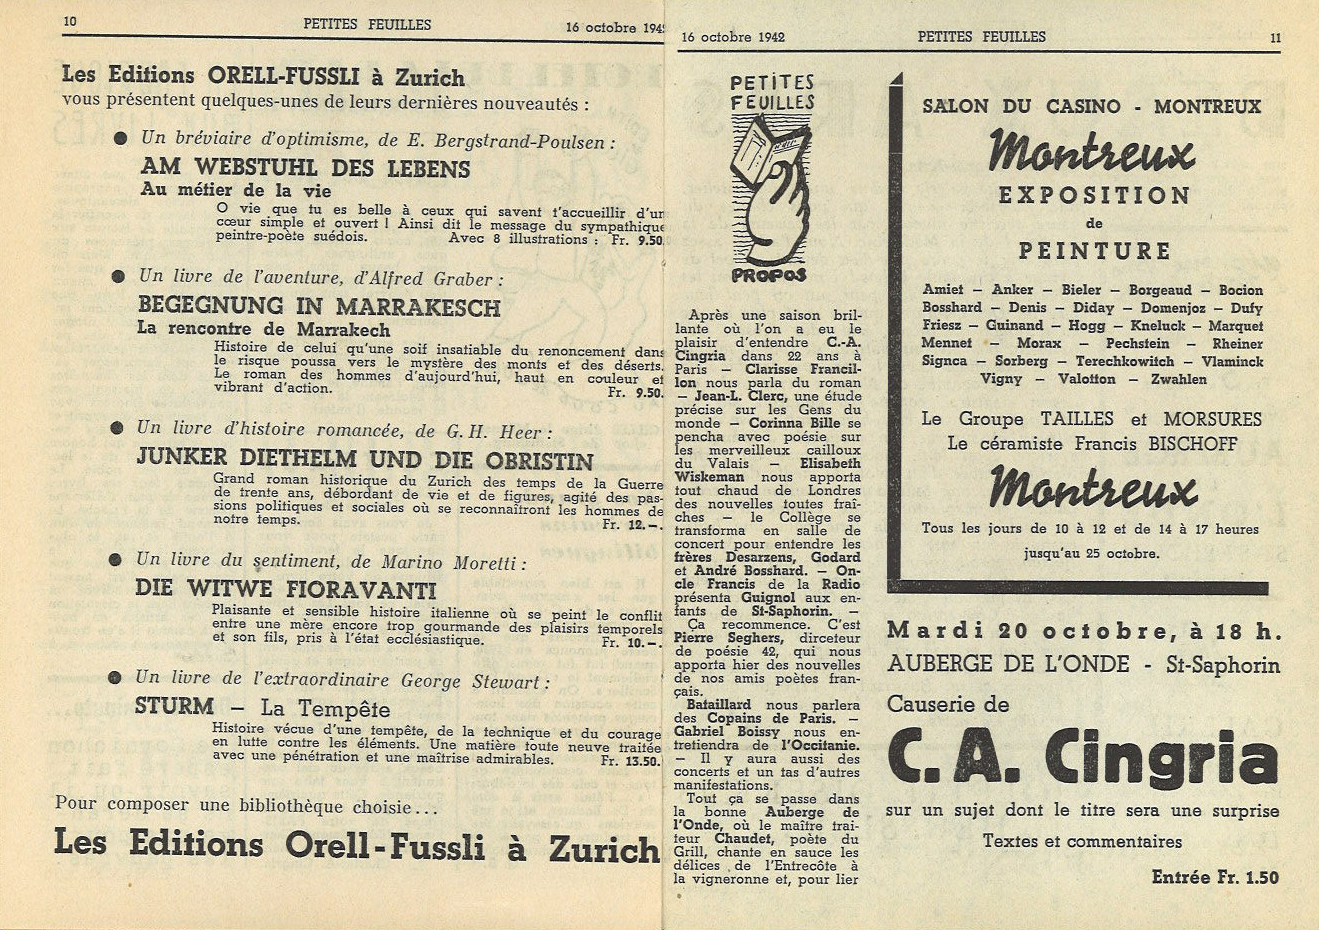 10
PETITES FEUILLES
16 octobre 194
Les Editions ORELL-FUSSLI à Zurich
vous présentent quelques-unes de leurs dernières nouveautés :
● Un bréviaire d'optimisme, de E. Bergstrand-Poulsen :
AM WEBSTUHL DES LEBENS
Au métier de la vie
O vie que tu es belle à ceux qui savent t'accueillir d'un
cœur simple et ouvert ! Ainsi dit le message du sympathique
peintre-poète suédois. Avec 8 illustrations : Fr. 9.50.
● Un livre de l'aventure, d'Alfred Graber :
BEGEGNUNG IN MARRAKESCH
La rencontre de Marrakech
Histoire de celui qu'une soif insatiable du renoncement dans
le risque poussa vers le mystère des monts et des déserts.
Le roman des hommes d'aujourd'hui, haut en couleur et
vibrant d'action. Fr. 9.50.
● Un livre d'histoire romancée, de G. H. Heer :
JUNKER DIETHELM UND DIE OBRISTIN
Grand roman historique du Zurich des temps de la Guerre
de trente ans, débordant de vie et de figures, agité des pas-
sions politiques et sociales où se reconnaîtront les hommes de
notre temps. Fr. 12.–.
● Un livre du sentiment, de Marino Moretti :
DIE WITWE FIORAVANTI
Plaisante et sensible histoire italienne où se peint le conflit
entre une mère encore trop gourmande des plaisirs temporels
et son fils, pris à l'état ecclésiastique. Fr. 10.–.
● Un livre de l'extraordinaire George Stewart :
STURM – La Tempête
Histoire vécue d'une tempête, de la technique et du courage
en lutte contre les éléments. Une matière toute neuve traitée
avec une pénétration et une maîtrise admirables. Fr. 13.50.
Pour composer une bibliothèque choisie...
Les Editions Orell-Fussli à Zurich
16 octobre 1942
PETITES FEUILLES
11
PETITES
FEUILLES
PROPOS
Après une saison bril-
lante où l'on a eu le
plaisir d'entendre C.-A.
Cingria dans 22 ans à
Paris – Clarisse Francil-
lon nous parla du roman
– Jean-L. Clerc, une étude
précise sur les Gens du
monde – Corinna Bille se
pencha avec poésie sur
les merveilleux cailloux
du Valais – Elisabeth
Wiskeman nous apporta
tout chaud de Londres
des nouvelles toutes fraî-
ches – le Collège se
transforma en salle de
concert pour entendre les
frères Desarzens, Godard
et André Bosshard. – On-
cle Francis de la Radio
présenta Guignol aux en-
fants de St-Saphorin. –
Ça recommence. C'est
Pierre Seghers, dirceteur
de poésie 42, qui nous
apporta hier des nouvelles
de nos amis poètes fran-
çais.
Bataillard nous parlera
des Copains de Paris. –
Gabriel Boissy nous en-
tretiendra de l'Occitanie.
– Il y aura aussi des
concerts et un tas d'autres
manifestations.
Tout ça se passe dans
la bonne Auberge de
l'Onde, où le maître trai-
teur Chaudet, poète du
Grill, chante en sauce les
délices de l'Entrecôte à
la vigneronne et, pour lier
SALON DU CASINO - MONTREUX
Montreux
EXPOSITION
de
PEINTURE
Amiet – Anker – Bieler – Borgeaud – Bocion
Bosshard – Denis – Diday – Domenjoz – Dufy
Friesz – Guinand – Hogg – Kneluck – Marquet
Mennet – Morax – Pechstein – Rheiner
Signca – Sorberg – Terechkowitch – Vlaminck
Vigny – Valotton – Zwahlen
Le Groupe TAILLES et MORSURES
Le céramiste Francis BISCHOFF
Montreux
Tous les jours de 10 à 12 et de 14 à 17 heures
jusqu'au 25 octobre.
Mardi 20 octobre, à 18 h.
AUBERGE DE L'ONDE - St-Saphorin
Causerie de
C. A. Cingria
sur un sujet dont le titre sera une surprise
Textes et commentaires
Entrée Fr. 1.50